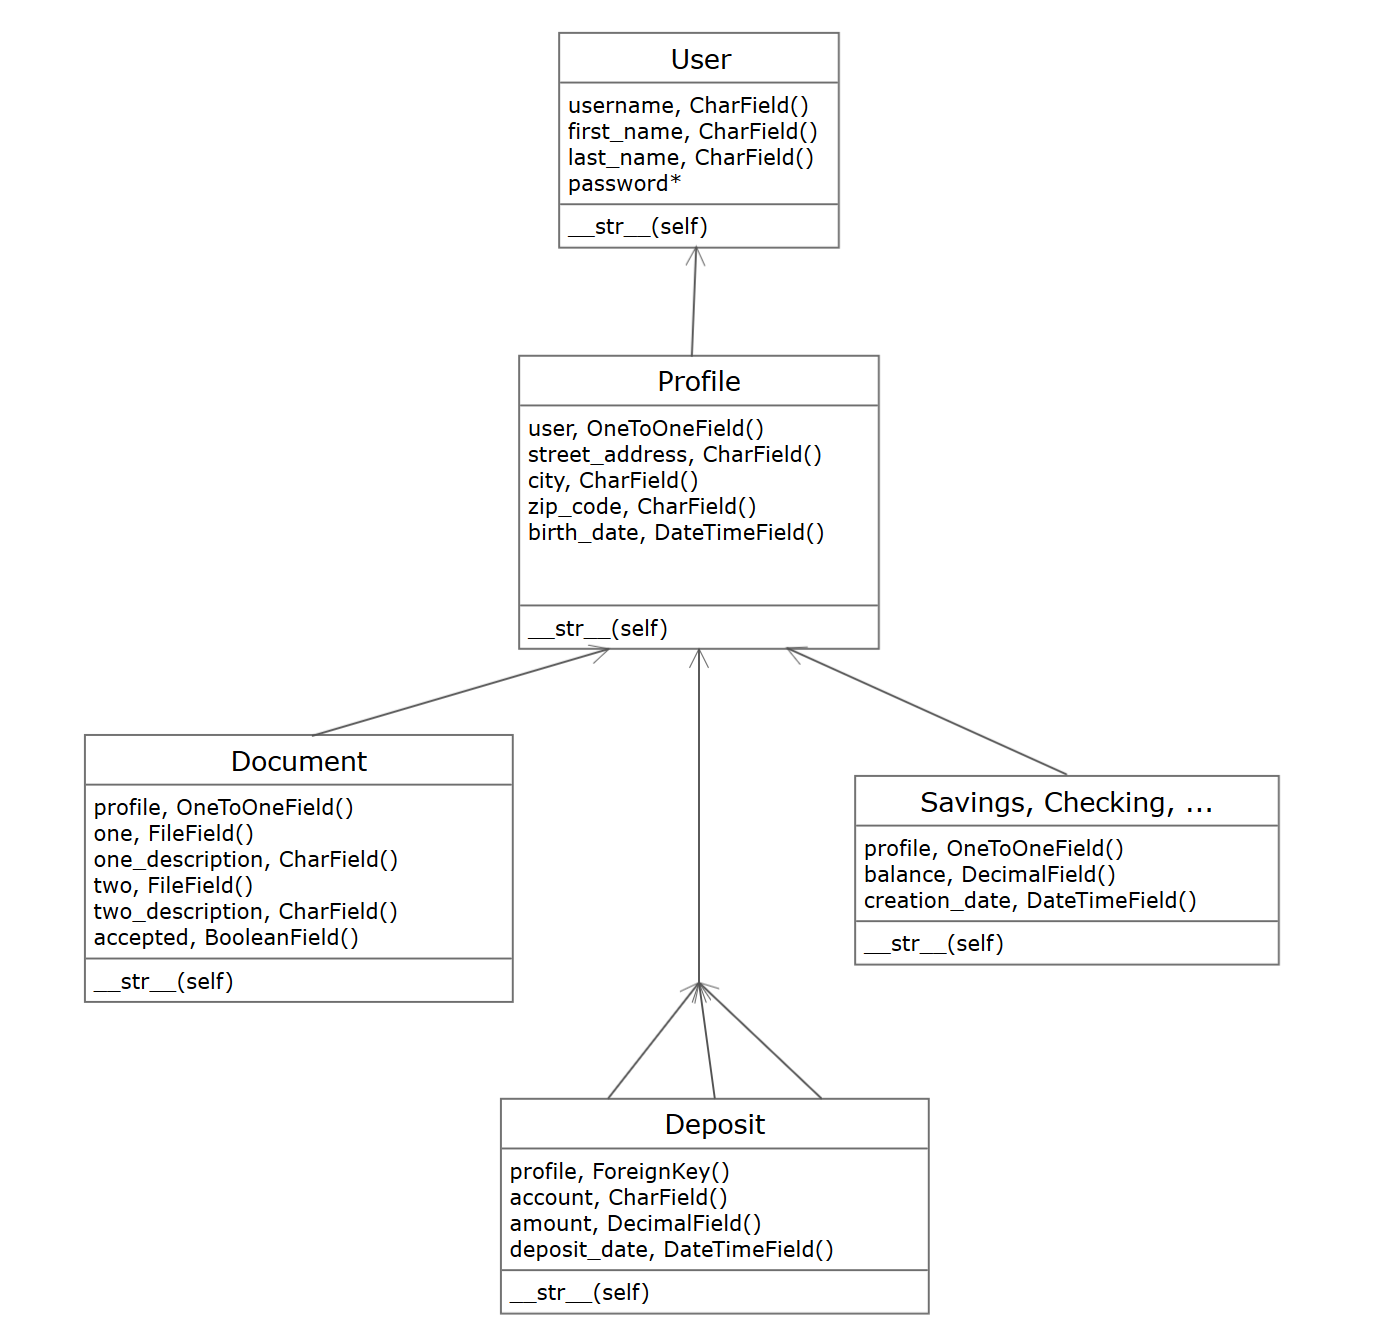 User
username, CharField()
first_name, CharField()
last_name, CharField()
password*
__str__(self)
Profile
user, OneToOneField()
street_address, CharField()
city, CharField()
zip_code, CharField()
birth_date, DateTimeField()
__str__(self)
Document
profile, OneToOneField()
one, FileField()
one_description, CharField()
two, FileField()
two_description, CharField()
accepted, BooleanField()
__str__(self)
Savings, Checking, ...
profile, OneToOneField()
balance, DecimalField()
creation_date, DateTimeField()
__str__(self)
Deposit
profile, ForeignKey()
account, CharField()
amount, DecimalField()
deposit_date, DateTimeField()
__str__(self)